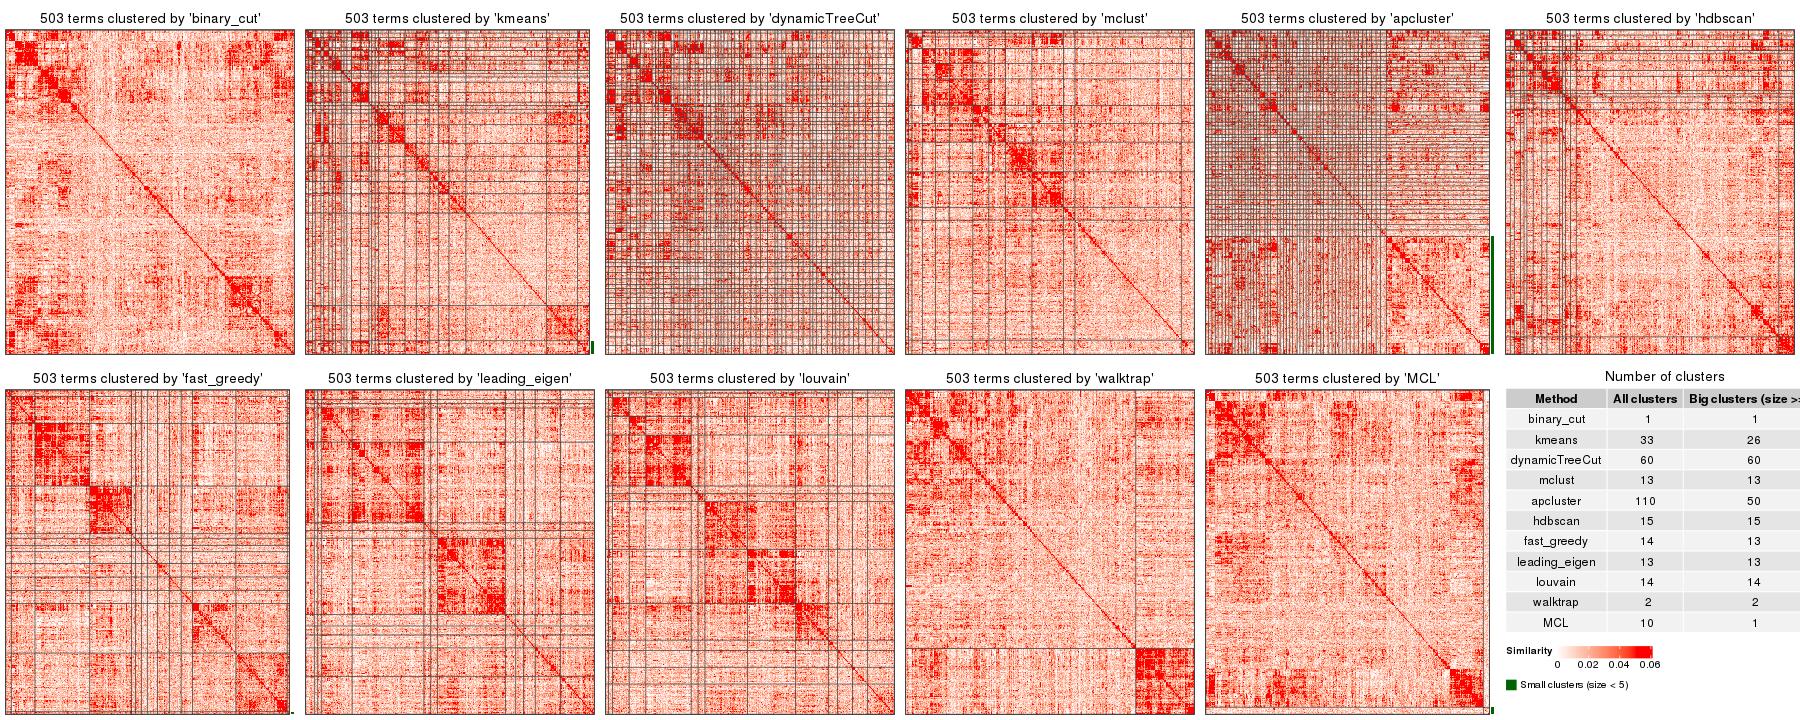 503 terms clustered by 'binary_cut'
503 terms clustered by 'kmeans'
503 terms clustered by 'dynamicTreeCut'
503 terms clustered by 'mclust'
503 terms clustered by 'apcluster'
503 terms clustered by 'hdbscan'
503 terms clustered by 'fast_greedy'
503 terms clustered by 'leading_eigen'
503 terms clustered by 'louvain'
503 terms clustered by 'walktrap'
503 terms clustered by 'MCL'
Number of clusters
Method All clusters Big clusters (size >=
binary_cut 1 1
kmeans 33 26
dynamicTreeCut 60 60
mclust 13 13
apcluster 110 50
hdbscan 15 15
fast_greedy 14 13
leading_eigen 13 13
louvain 14 14
walktrap 2 2
MCL 10 1
Similarity
0 0.02 0.04 0.06
Small clusters (size < 5)